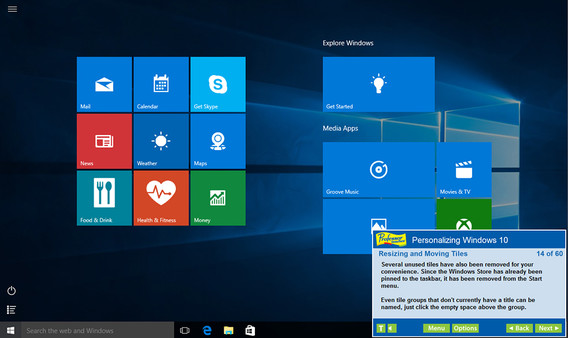 Explore Windows
Mail
Calendar
Get Skype
Get Started
Media Apps
News
Weather
Maps
Groove Music
Movies & TV
Food & Drink
Health & Fitness
Money
Professor
Personalizing Windows 10
Resizing and Moving Tiles 14 of 60
Several unused tiles have also been removed for your
convenience. Since the Windows Store has already been
pinned to the taskbar, it has been removed from the Start
menu.
Even tile groups that don't currently have a title can be
named, just click the empty space above the group.
T
Menu
Options
Back
Next
Search the web and Windows